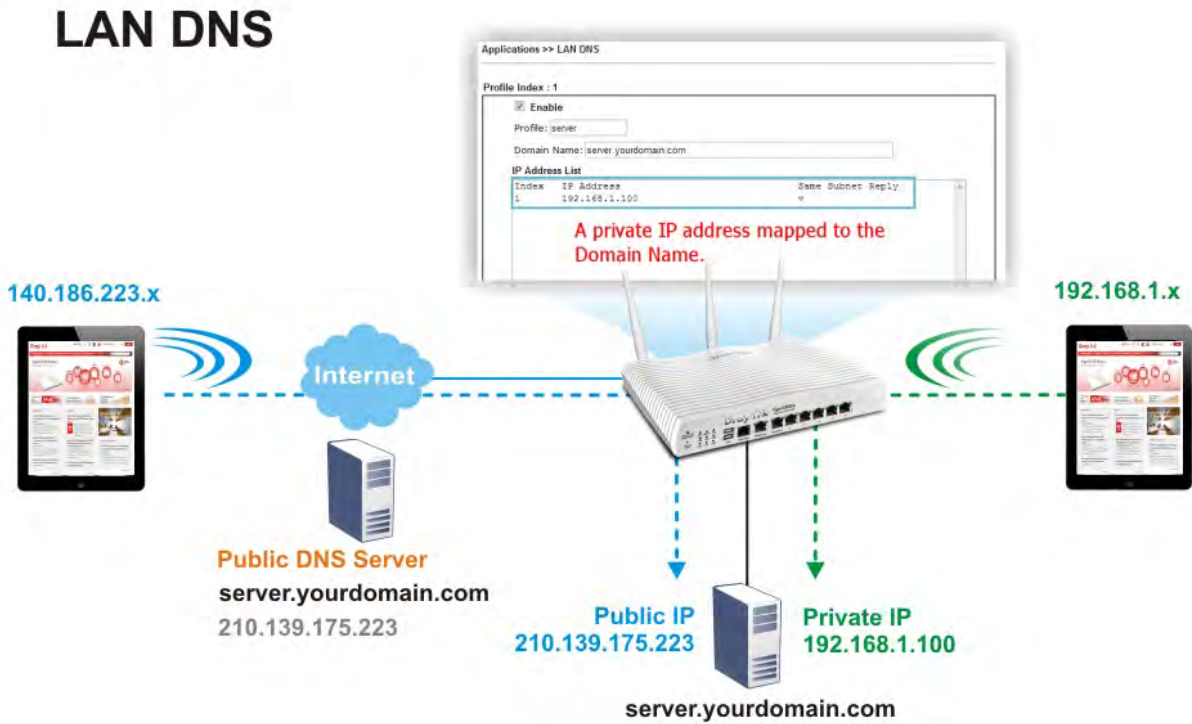 LAN DNS
Applications >> LAN DNS
Profile Index : 1
Enable
Profile: server
Domain Name: server.yourdomain.com
IP Address List
Index IP Address Same Subnet Reply
1 192.168.1.100 v
A private IP address mapped to the
Domain Name.
140.186.223.x
192.168.1.x
Internet
DrayTek
Public DNS Server
server.yourdomain.com
210.139.175.223
Public IP
210.139.175.223
Private IP
192.168.1.100
server.yourdomain.com